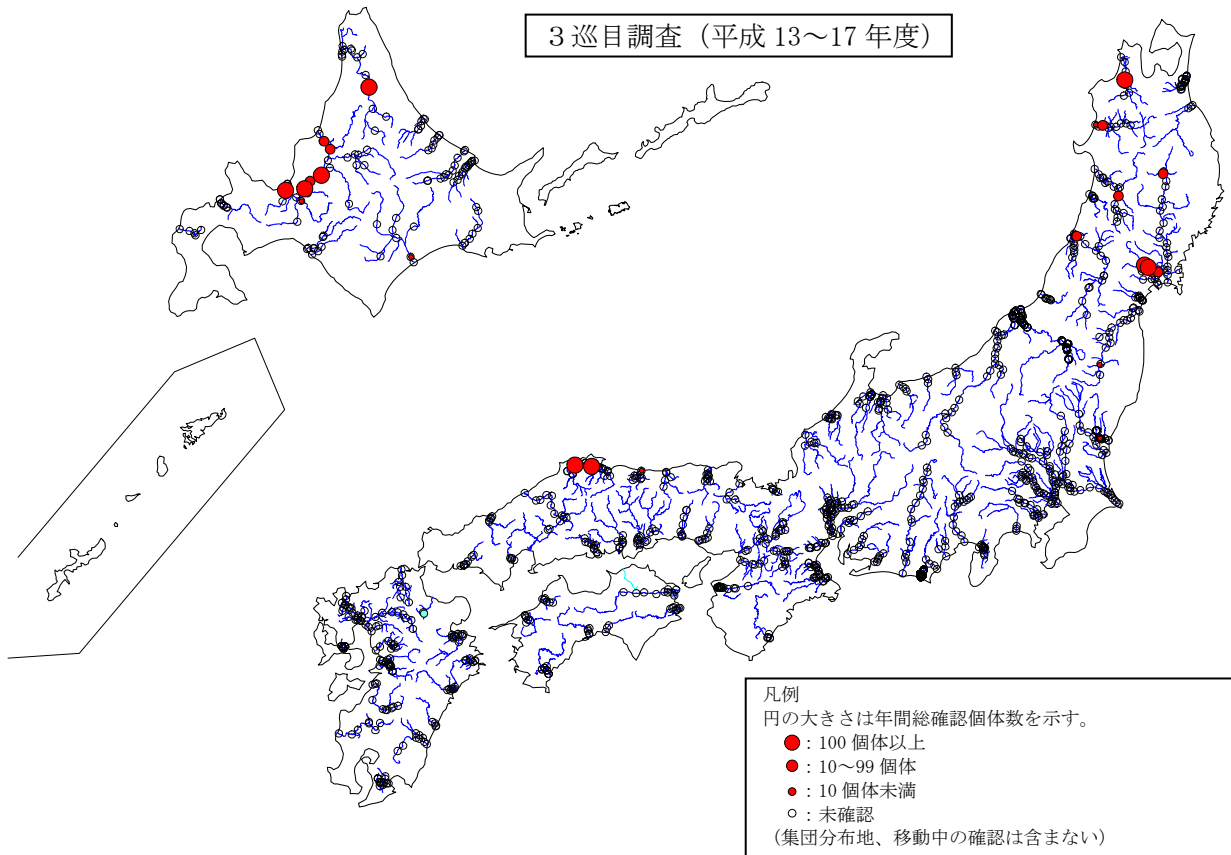 ３巡目調査（平成 13～17 年度）
凡例
円の大きさは年間総確認個体数を示す。
：100 個体以上
：10～99 個体
：10 個体未満
：未確認
（集団分布地、移動中の確認は含まない）